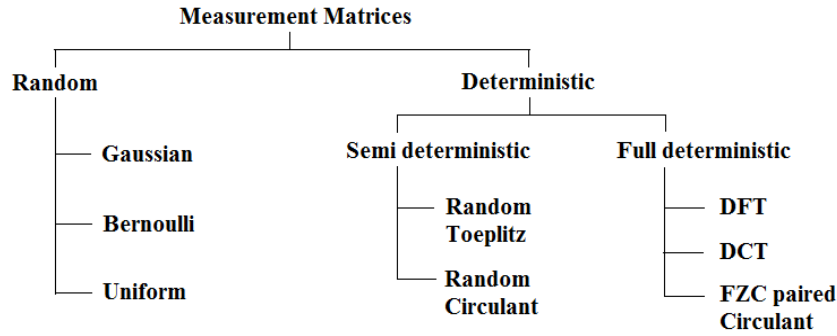 Measurement Matrices
Random
Deterministic
Gaussian
Bernoulli
Uniform
Semi deterministic
Random
Toeplitz
Random
Circulant
Full deterministic
DFT
DCT
FZC paired
Circulant